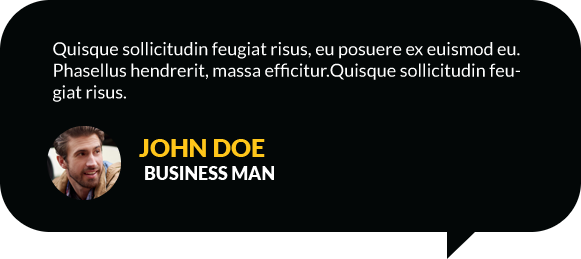 Quisque sollicitudin feugiat risus, eu posuere ex euismod eu.
Phasellus hendrerit, massa efficitur.Quisque sollicitudin feu-
giat risus.
JOHN DOE
BUSINESS MAN